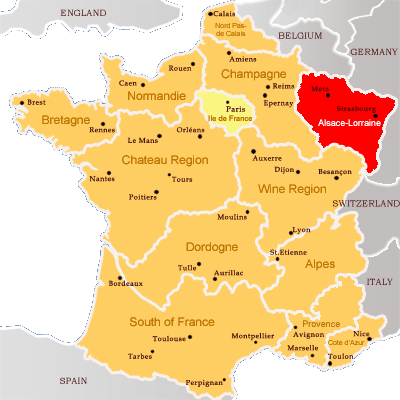 ENGLAND
Calais
Nord Pas-
de Calais
BELGIUM
GERMANY
Amiens
Rouen
Champagne
Reims
Caen
Epernay
Metz
Normandie
Brest
Paris
Strasbourg
Ile de France
Alsace-Lorraine
Bretagne
Rennes
Orléans
Le Mans
Auxerre
Chateau Region
Dijon
Besançon
Nantes
Tours
Wine Region
Poitiers
SWITZERLAND
Moulins
Lyon
Dordogne
St.Etienne
Alpes
Tulle
Aurillac
Bordeaux
ITALY
South of France
Provence
Avignon
Nice
Toulouse
Montpellier
Cote d'Azur
Tarbes
Marselle
Toulon
SPAIN
Perpignan